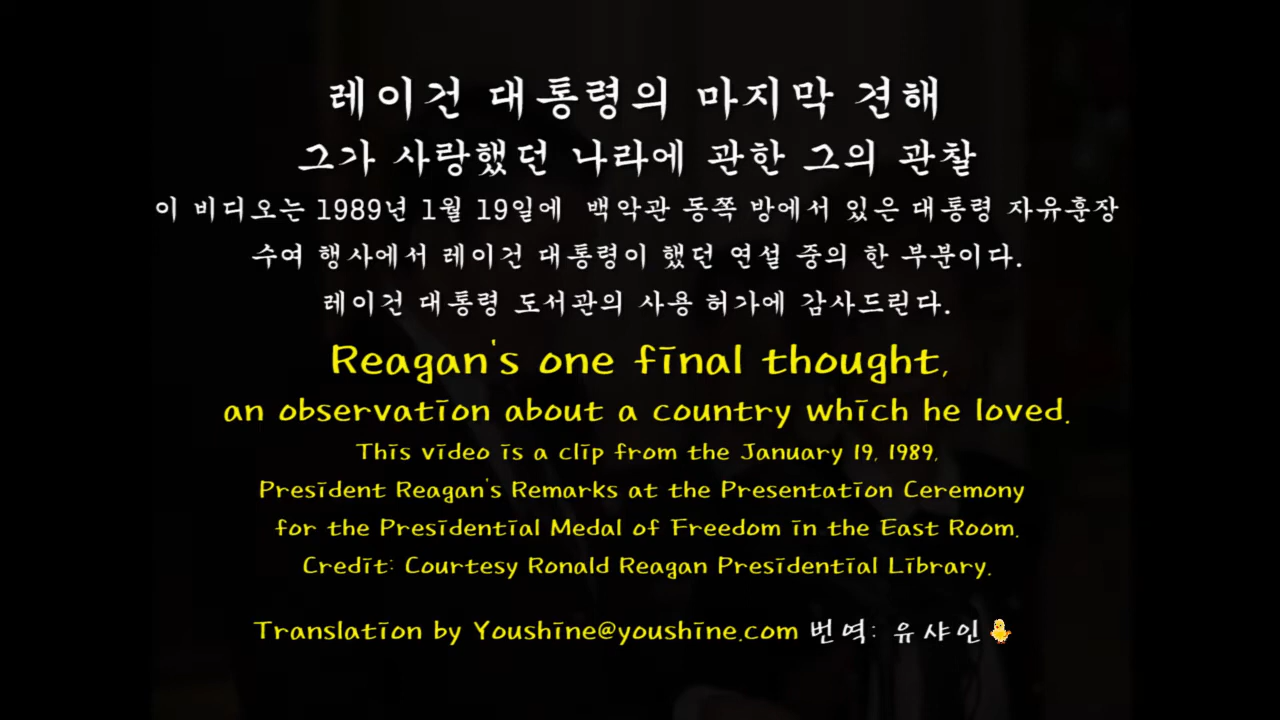 레이건 대통령의 마지막 견해
그가 사랑했던 나라에 관한 그의 관찰
이 비디오는 1989년 1월 19일에 백악관 동쪽 방에서 있은 대통령 자유훈장
수여 행사에서 레이건 대통령이 했던 연설 중의 한 부분이다.
레이건 대통령 도서관의 사용 허가에 감사드린다.
Reagan's one final thought,
an observation about a country which he loved.
This video is a clip from the January 19, 1989,
President Reagan's Remarks at the Presentation Ceremony
for the Presidential Medal of Freedom in the East Room.
Credit: Courtesy Ronald Reagan Presidential Library.
Translation by Youshine@youshine.com 번역: 유샤인🐥